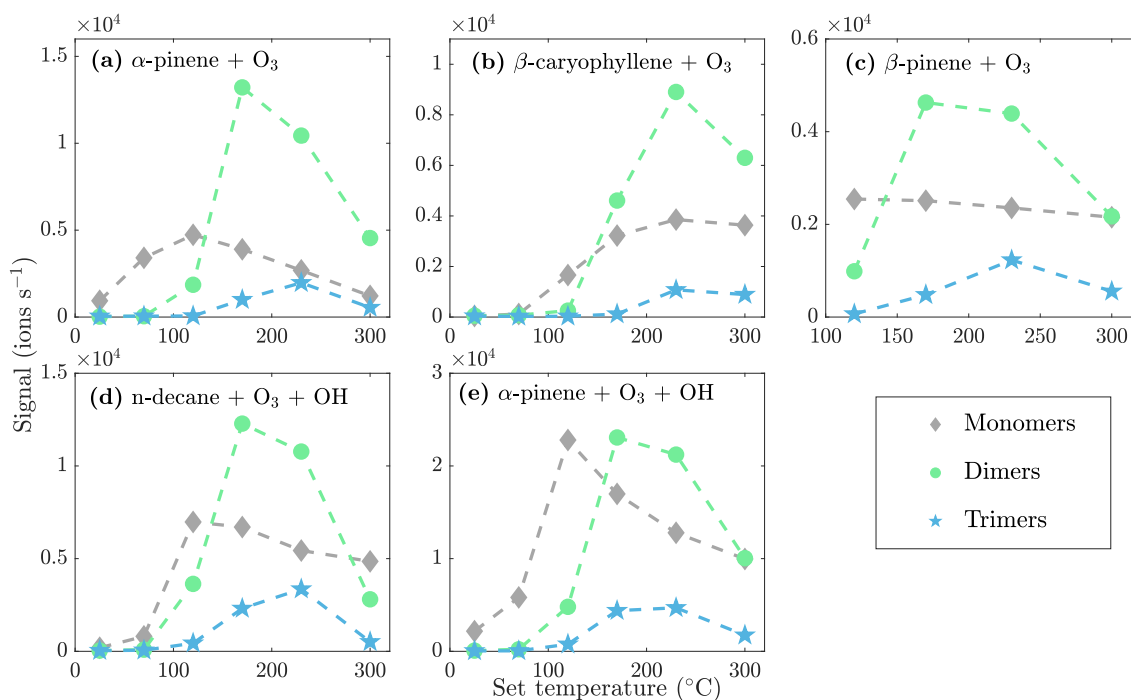 ×10⁴
(a) α-pinene + O₃
1.5
1
0.5
0
×10⁴
(b) β-caryophyllene + O₃
1
0.8
0.6
0.4
0.2
0
×10⁴
(c) β-pinene + O₃
0.6
0.4
0.2
0
100 150 200 250 300
Signal (ions s⁻¹)
×10⁴
(d) n-decane + O₃ + OH
1.5
1
0.5
0
0 100 200 300
×10⁴
(e) α-pinene + O₃ + OH
3
2
1
0
0 100 200 300
Set temperature (°C)
Monomers
Dimers
Trimers